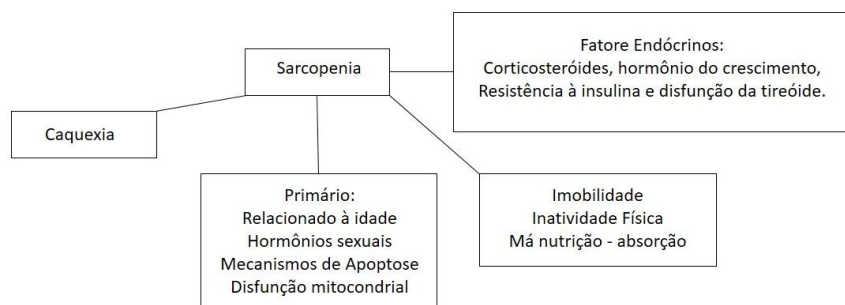 Sarcopenia
Fatore Endócrinos:
Corticosteróides, hormônio do crescimento,
Resistência à insulina e disfunção da tireóide.
Caquexia
Primário:
Relacionado à idade
Hormônios sexuais
Mecanismos de Apoptose
Disfunção mitocondrial
Imobilidade
Inatividade Física
Má nutrição - absorção